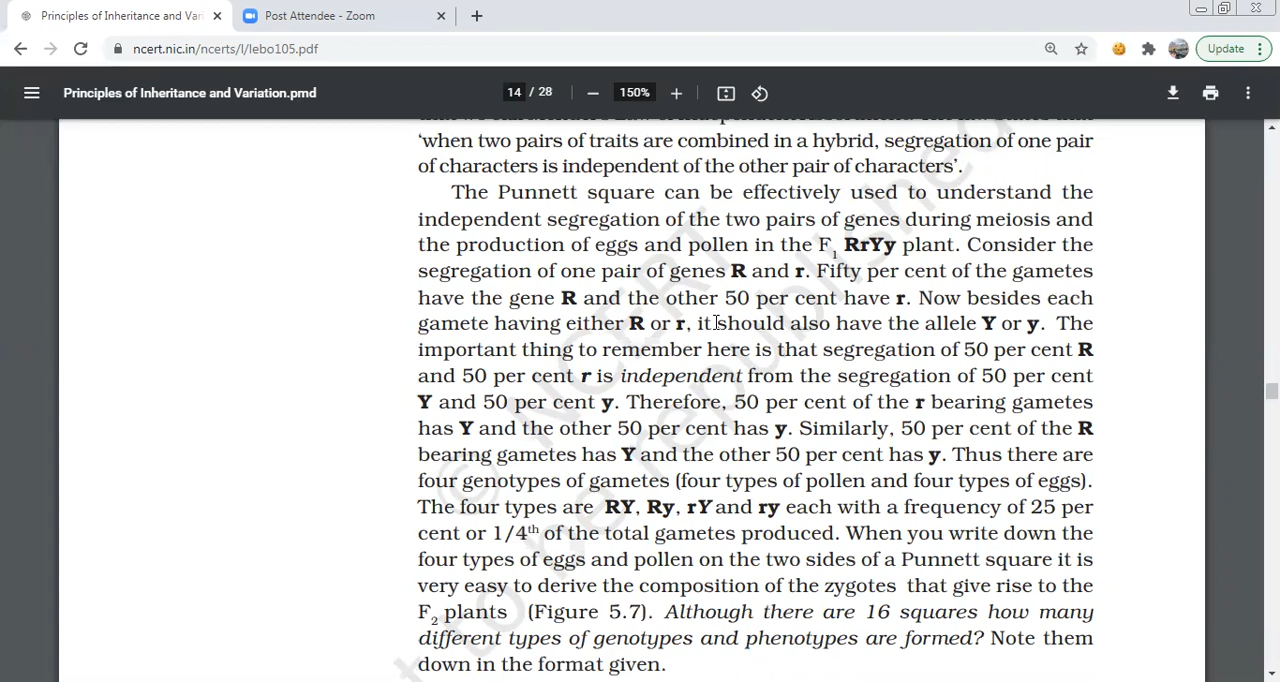 Principles of Inheritance and Vari
Post Attendee - Zoom
ncert.nic.in/ncerts/l/lebo105.pdf
Update
Principles of Inheritance and Variation.pmd
14 / 28
150%
'when two pairs of traits are combined in a hybrid, segregation of one pair
of characters is independent of the other pair of characters'.
The Punnett square can be effectively used to understand the
independent segregation of the two pairs of genes during meiosis and
the production of eggs and pollen in the F1 RrYy plant. Consider the
segregation of one pair of genes R and r. Fifty per cent of the gametes
have the gene R and the other 50 per cent have r. Now besides each
gamete having either R or r, it should also have the allele Y or y. The
important thing to remember here is that segregation of 50 per cent R
and 50 per cent r is independent from the segregation of 50 per cent
Y and 50 per cent y. Therefore, 50 per cent of the r bearing gametes
has Y and the other 50 per cent has y. Similarly, 50 per cent of the R
bearing gametes has Y and the other 50 per cent has y. Thus there are
four genotypes of gametes (four types of pollen and four types of eggs).
The four types are RY, Ry, rY and ry each with a frequency of 25 per
cent or 1/4th of the total gametes produced. When you write down the
four types of eggs and pollen on the two sides of a Punnett square it is
very easy to derive the composition of the zygotes that give rise to the
F2 plants (Figure 5.7). Although there are 16 squares how many
different types of genotypes and phenotypes are formed? Note them
down in the format given.
© NCERT
not to be republished